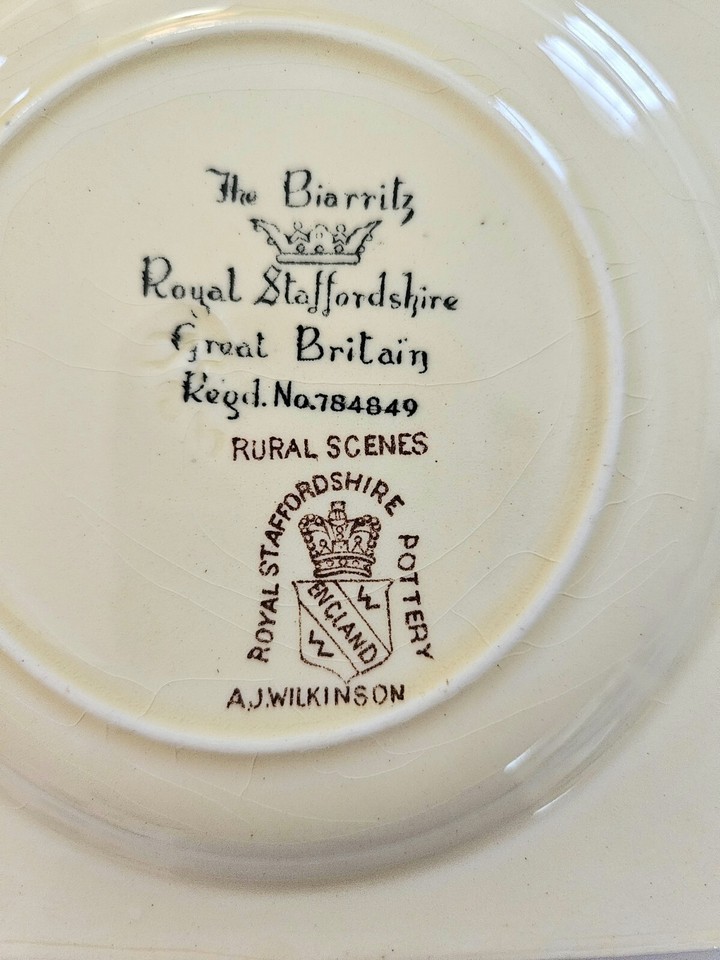 The Biarritz
Royal Staffordshire
Great Britain
Regd. No. 784849
RURAL SCENES
ROYAL STAFFORDSHIRE POTTERY
W
ENGLAND
W
A.J. WILKINSON